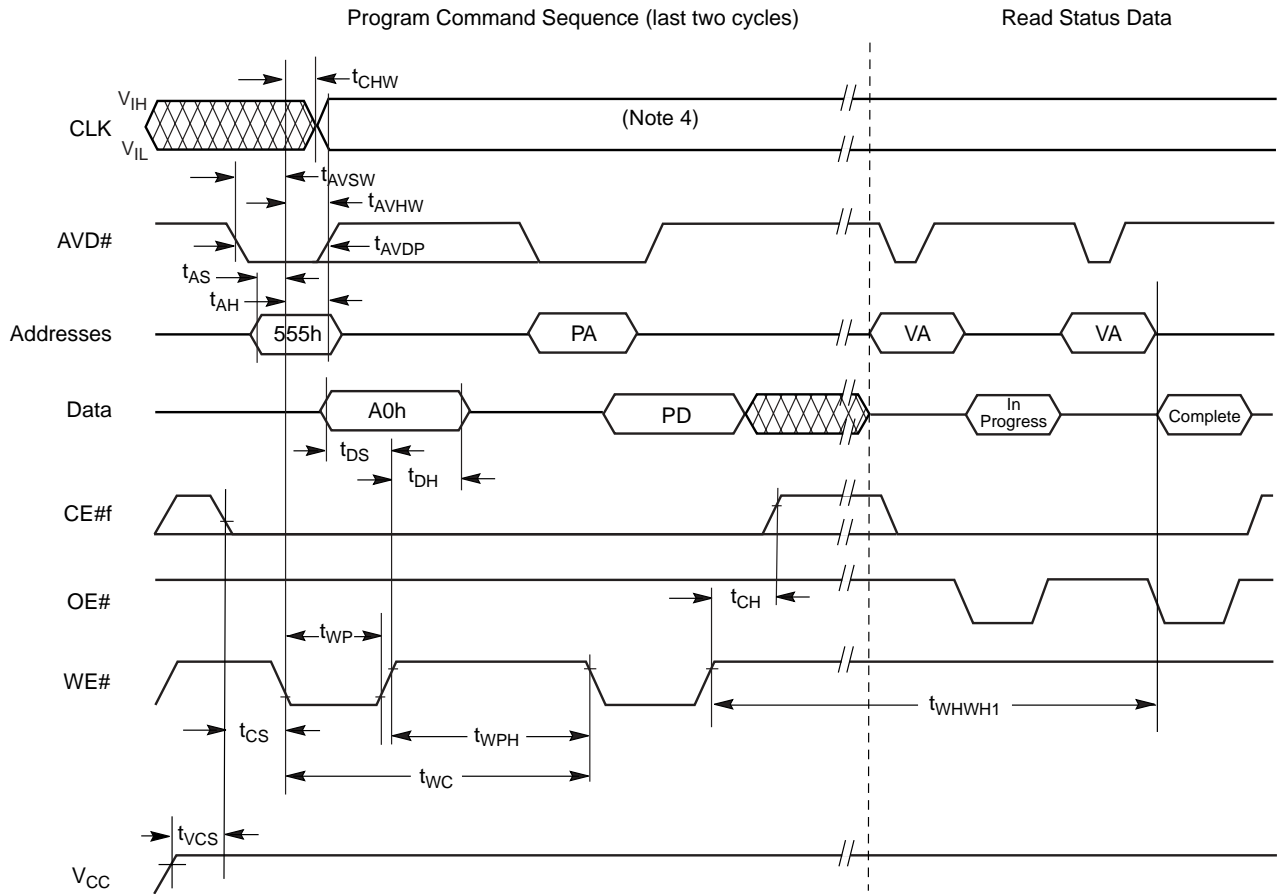 Program Command Sequence (last two cycles)
Read Status Data
tCHW
VIH
CLK
VIL
(Note 4)
tAVSW
tAVHW
AVD#
tAVDP
tAS
tAH
Addresses
555h
PA
VA
VA
Data
A0h
PD
In
Progress
Complete
tDS
tDH
CE#f
OE#
tCH
tWP
WE#
tWHWH1
tCS
tWPH
tWC
tVCS
VCC